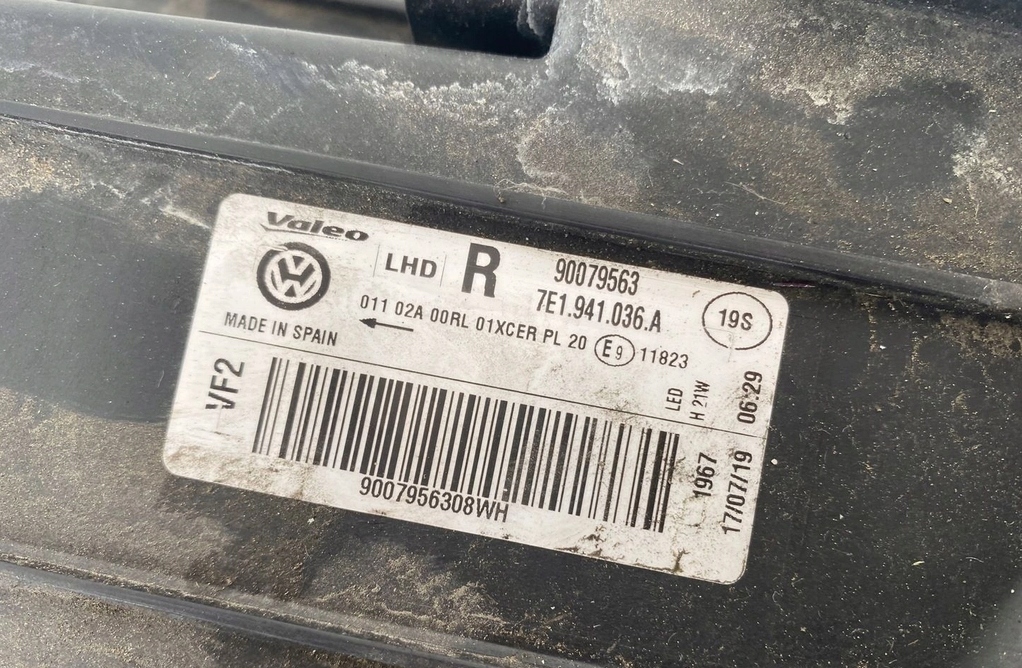 Valeo
LHD R 90079563
7E1.941.036.A
19S
011 02A 00RL 01XCER PL 20 E9 11823
MADE IN SPAIN
VF2
LED
H 21W
06:29
9007956308WH
1967
17/07/19